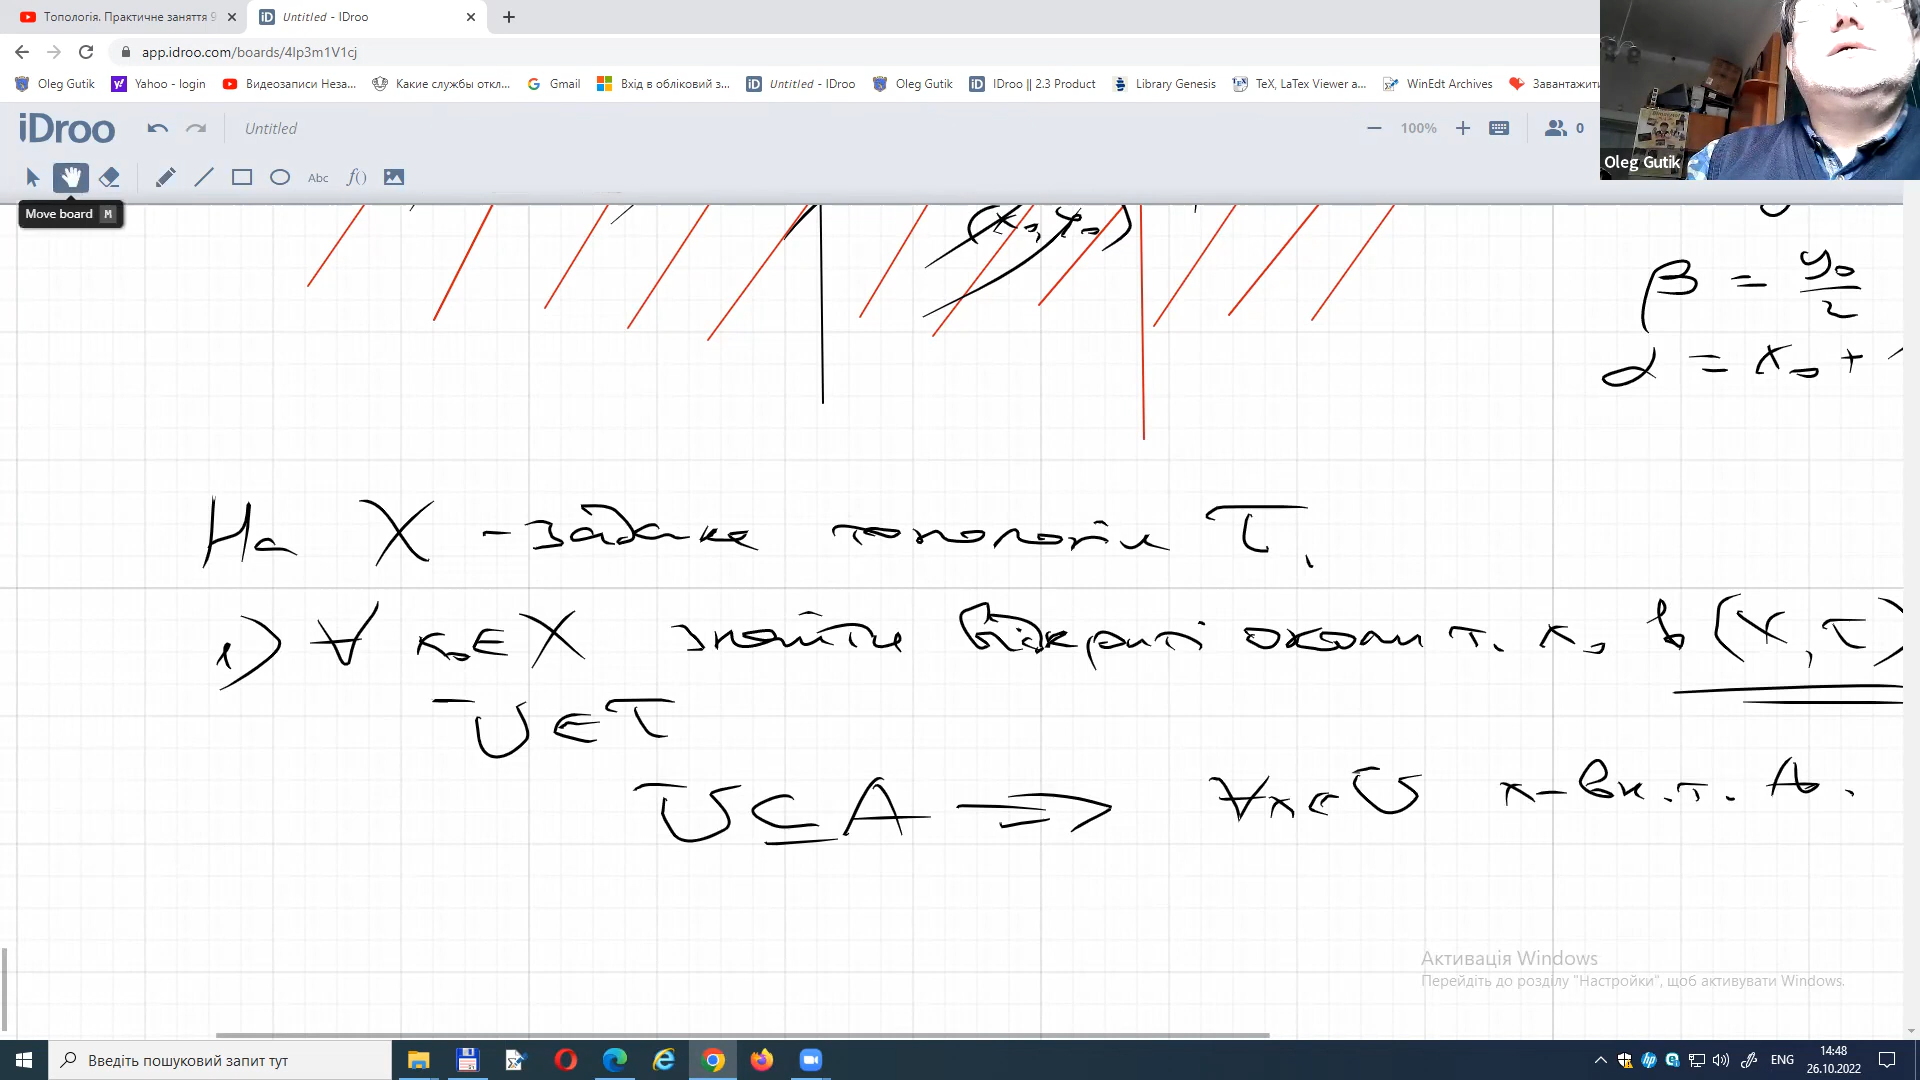 Топологія. Практичне заняття 9
Untitled - IDroo
app.idroo.com/boards/4lp3m1V1cj
Oleg Gutik
Yahoo - login
Видеозаписи Неза...
Какие службы откл...
Gmail
Вхід в обліковий з...
Untitled - IDroo
Oleg Gutik
IDroo || 2.3 Product
Library Genesis
TeX, LaTex Viewer a...
WinEdt Archives
Завантажити
iDroo
Untitled
100%
0
Oleg Gutik
Abc
f()
Move board M
(x₀, y₀)
β = y₀/2
α = x₀ +
На X - задана топологія τ.
1) ∀ x₀ ∈ X знайти відкриті околи т. x₀ в (X, τ)
U ∈ τ
U ⊆ A ⟹ ∀x ∈ U x - вн. т. A.
Активація Windows
Перейдіть до розділу "Настройки", щоб активувати Windows.
Введіть пошуковий запит тут
ENG
14:48
26.10.2022